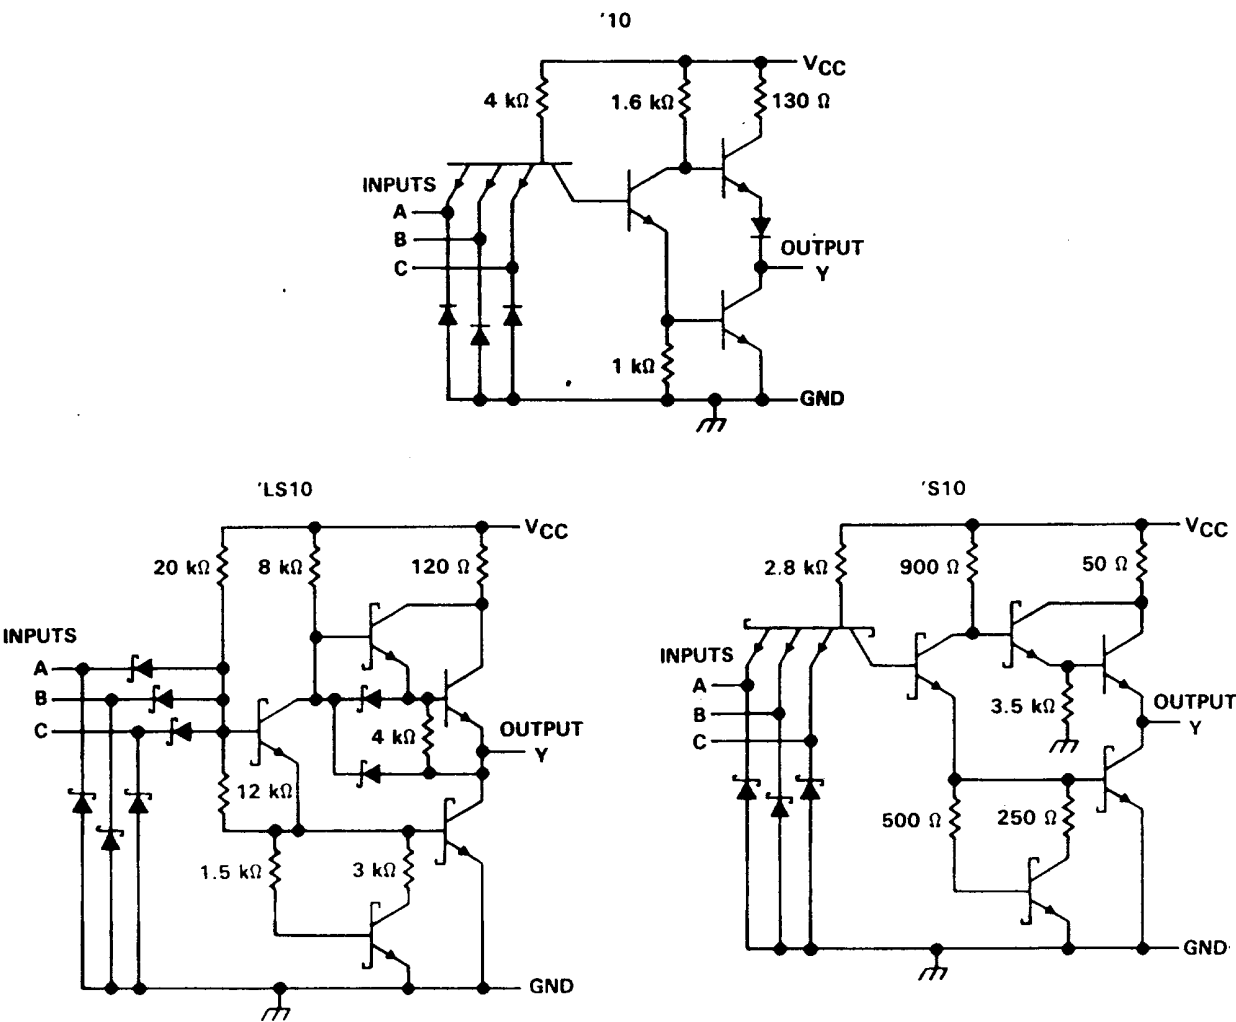 '10
VCC
4 kΩ
1.6 kΩ
130 Ω
INPUTS
A
B
C
OUTPUT
Y
1 kΩ
GND
'LS10
VCC
20 kΩ
8 kΩ
120 Ω
INPUTS
A
B
C
4 kΩ
OUTPUT
Y
12 kΩ
1.5 kΩ
3 kΩ
GND
'S10
VCC
2.8 kΩ
900 Ω
50 Ω
INPUTS
A
B
C
3.5 kΩ
OUTPUT
Y
500 Ω
250 Ω
GND